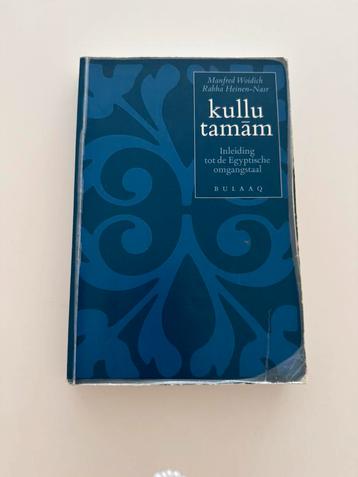 Manfred Woidich
Rabha Heinen-Nasr
kullu
tamām
Inleiding
tot de Egyptische
omgangstaal
BULAAQ